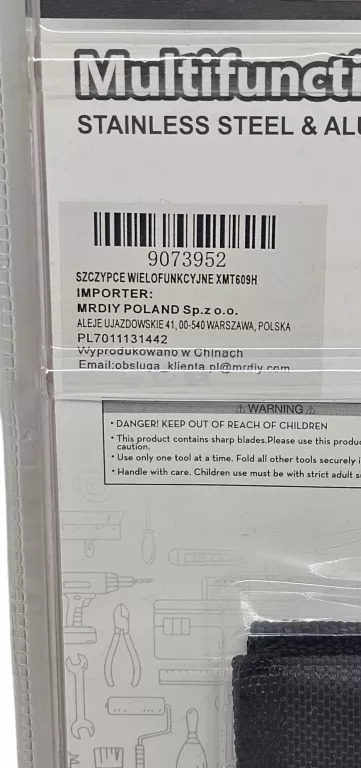 Multifuncti
STAINLESS STEEL & ALU
9073952
SZCZYPCE WIELOFUNKCYJNE XMT609H
IMPORTER:
MRDIY POLAND Sp.z o.o.
ALEJE UJAZDOWSKIE 41, 00-540 WARSZAWA, POLSKA
PL7011131442
Wyprodukowano w Chinach
Email:obsluga_klienta.pl@mrdiy.com
⚠ WARNING ⚠
• DANGER! KEEP OUT OF REACH OF CHILDREN
• This product contains sharp blades.Please use this produc
caution.
• Use only one tool at a time. Fold all other tools securely i
• Handle with care. Children use must be with strict adult s